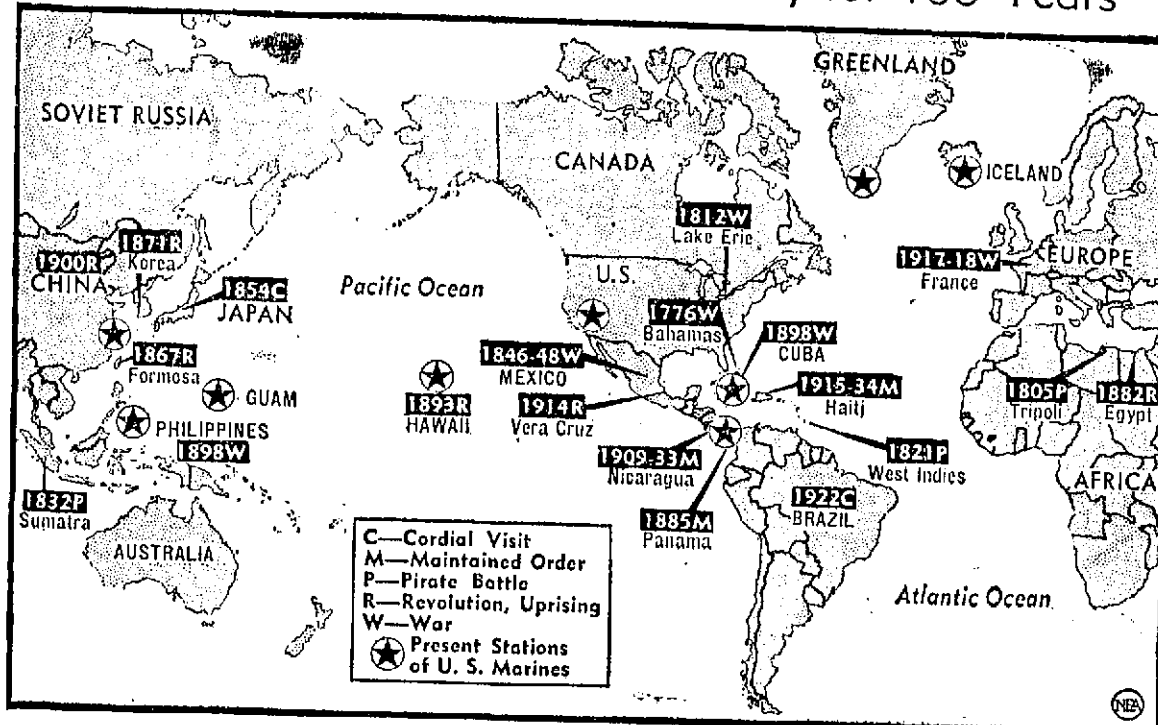 for 166 Years
GREENLAND
SOVIET RUSSIA
CANADA
ICELAND
1812W
Lake Erie
1871R
Korea
1900R
CHINA
1854C
JAPAN
Pacific Ocean
U.S.
1917-18W
France
EUROPE
1776W
Bahamas
1898W
CUBA
1867R
Formosa
1846-48W
MEXICO
1915-34M
Haiti
1805P
Tripoli
1882R
Egypt
GUAM
1893R
HAWAII
1914R
Vera Cruz
PHILIPPINES
1898W
1909-33M
Nicaragua
1821P
West Indies
AFRICA
1832P
Sumatra
1922C
BRAZIL
1885M
Panama
AUSTRALIA
C—Cordial Visit
M—Maintained Order
P—Pirate Battle
R—Revolution, Uprising
W—War
Present Stations
of U. S. Marines
Atlantic Ocean
NEA